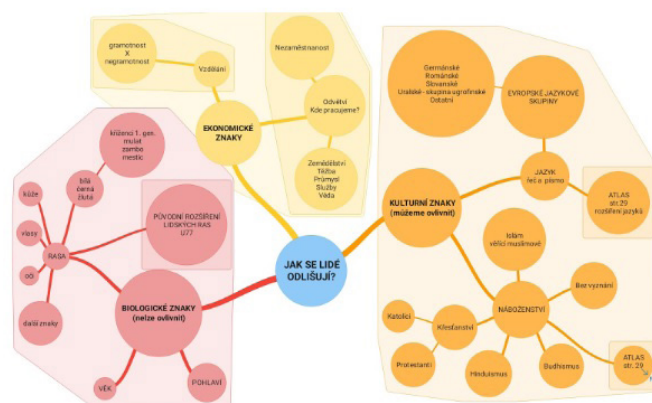 gramotnost
X
negramotnost
Vzdělání
EKONOMICKÉ
ZNAKY
Nezaměstnanost
Odvětví
Kde pracujeme?
Zemědělství
Těžba
Průmysl
Služby
Věda
Germánské
Románské
Slovanské
Uralské - skupina ugrofinské
Ostatní
EVROPSKÉ JAZYKOVÉ
SKUPINY
JAZYK
řeč a písmo
ATLAS
str.29
rozšíření jazyků
KULTURNÍ ZNAKY
(můžeme ovlivnit)
Islám
věřící muslimové
Bez vyznání
NÁBOŽENSTVÍ
Křesťanství
Katolíci
Protestanti
Hinduismus
Budhismus
ATLAS
str. 29
JAK SE LIDÉ
ODLIŠUJÍ?
kříženci 1. gen.
mulat
zambo
mestic
bílá
černá
žlutá
kůže
vlasy
oči
další znaky
RASA
PŮVODNÍ ROZŠÍŘENÍ
LIDSKÝCH RAS
U77
BIOLOGICKÉ ZNAKY
(nelze ovlivnit)
VĚK
POHLAVÍ